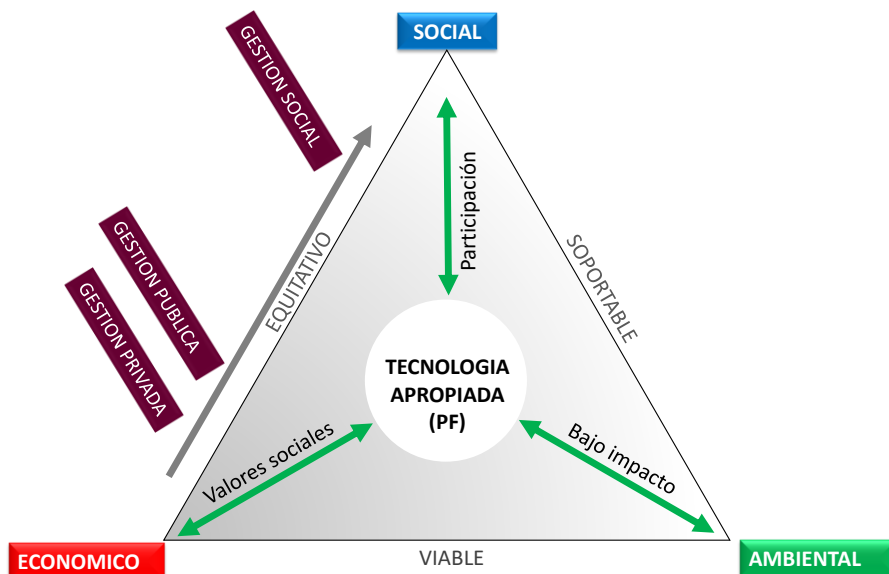 SOCIAL
GESTION SOCIAL
GESTION PUBLICA
GESTION PRIVADA
EQUITATIVO
Participación
SOPORTABLE
TECNOLOGIA
APROPIADA
(PF)
Valores sociales
Bajo impacto
ECONOMICO
VIABLE
AMBIENTAL